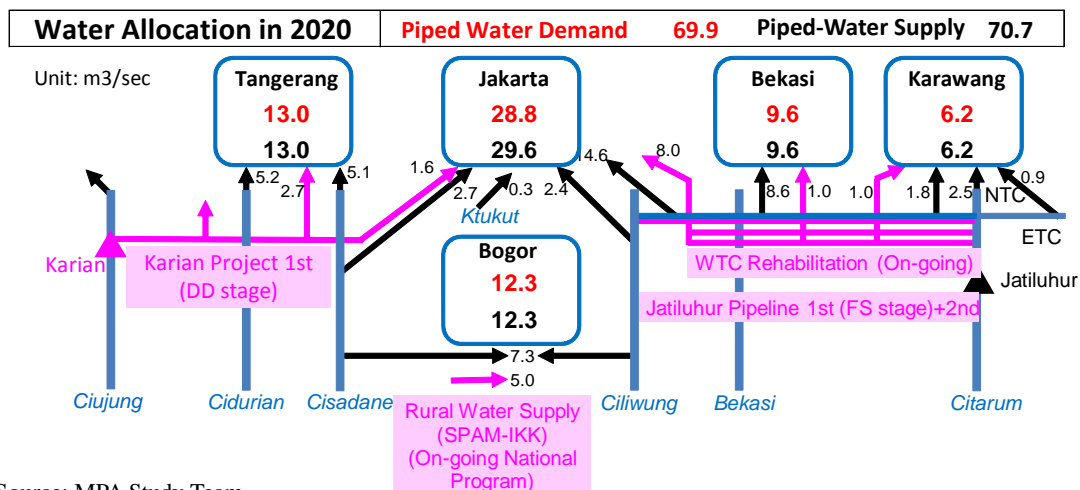 Water Allocation in 2020
Piped Water Demand 69.9
Piped-Water Supply 70.7
Unit: m3/sec
Tangerang
13.0
13.0
Jakarta
28.8
29.6
Bekasi
9.6
9.6
Karawang
6.2
6.2
5.2
2.7
5.1
1.6
2.7
0.3
2.4
14.6
8.0
8.6
1.0
1.0
1.8
2.5
0.9
NTC
ETC
Ktukut
Karian
Karian Project 1st
(DD stage)
Bogor
12.3
12.3
WTC Rehabilitation (On-going)
Jatiluhur
Jatiluhur Pipeline 1st (FS stage)+2nd
7.3
5.0
Ciujung
Cidurian
Cisadane
Ciliwung
Bekasi
Citarum
Rural Water Supply
(SPAM-IKK)
(On-going National
Program)
Source: MPA Study Team